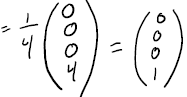 = 1/4 (0 0 0 4) = (0 0 0 1)